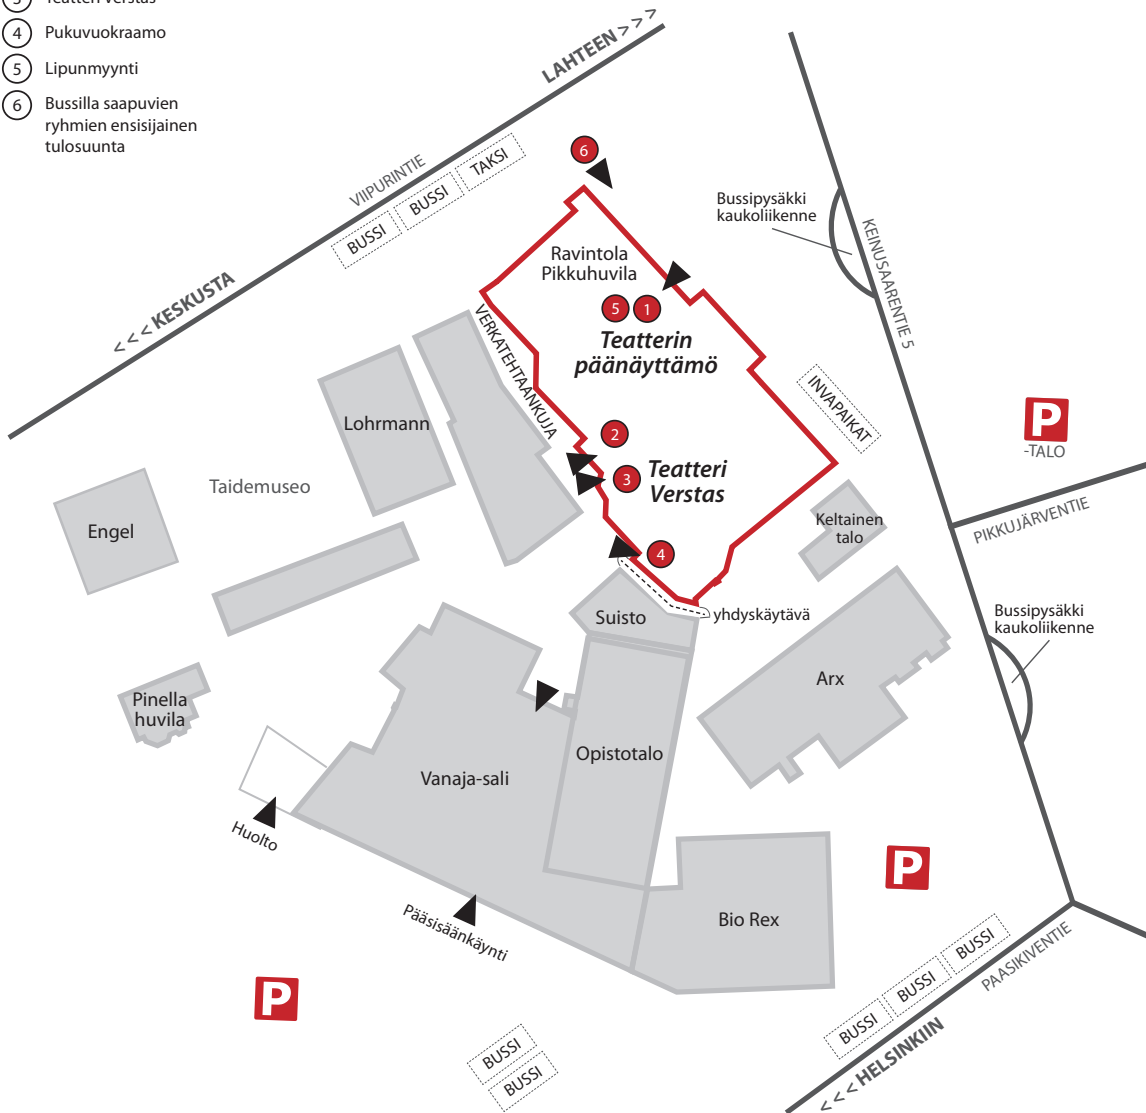 3 Teatteri Verstas
4 Pukuvuokraamo
5 Lipunmyynti
6 Bussilla saapuvien
ryhmien ensisijainen
tulosuunta
LAHTEEN > > >
VIIPURINTIE
TAKSI
BUSSI
BUSSI
< < < KESKUSTA
6
Bussipysäkki
kaukoliikenne
KEINUSAARENTIE 5
Ravintola
Pikkuhuvila
5 1
Teatterin
päänäyttämö
VERKATEHTAANKUJA
INVAPAIKAT
P
-TALO
Lohrmann
2
3
Teatteri
Verstas
Taidemuseo
Engel
Keltainen
talo
PIKKUJÄRVENTIE
4
Suisto
yhdyskäytävä
Bussipysäkki
kaukoliikenne
Arx
Pinella
huvila
Opistotalo
Vanaja-sali
Huolto
P
Pääsisäänkäynti
Bio Rex
P
BUSSI
BUSSI
BUSSI
PAASIKIVENTIE
< < < HELSINKIIN
BUSSI
BUSSI